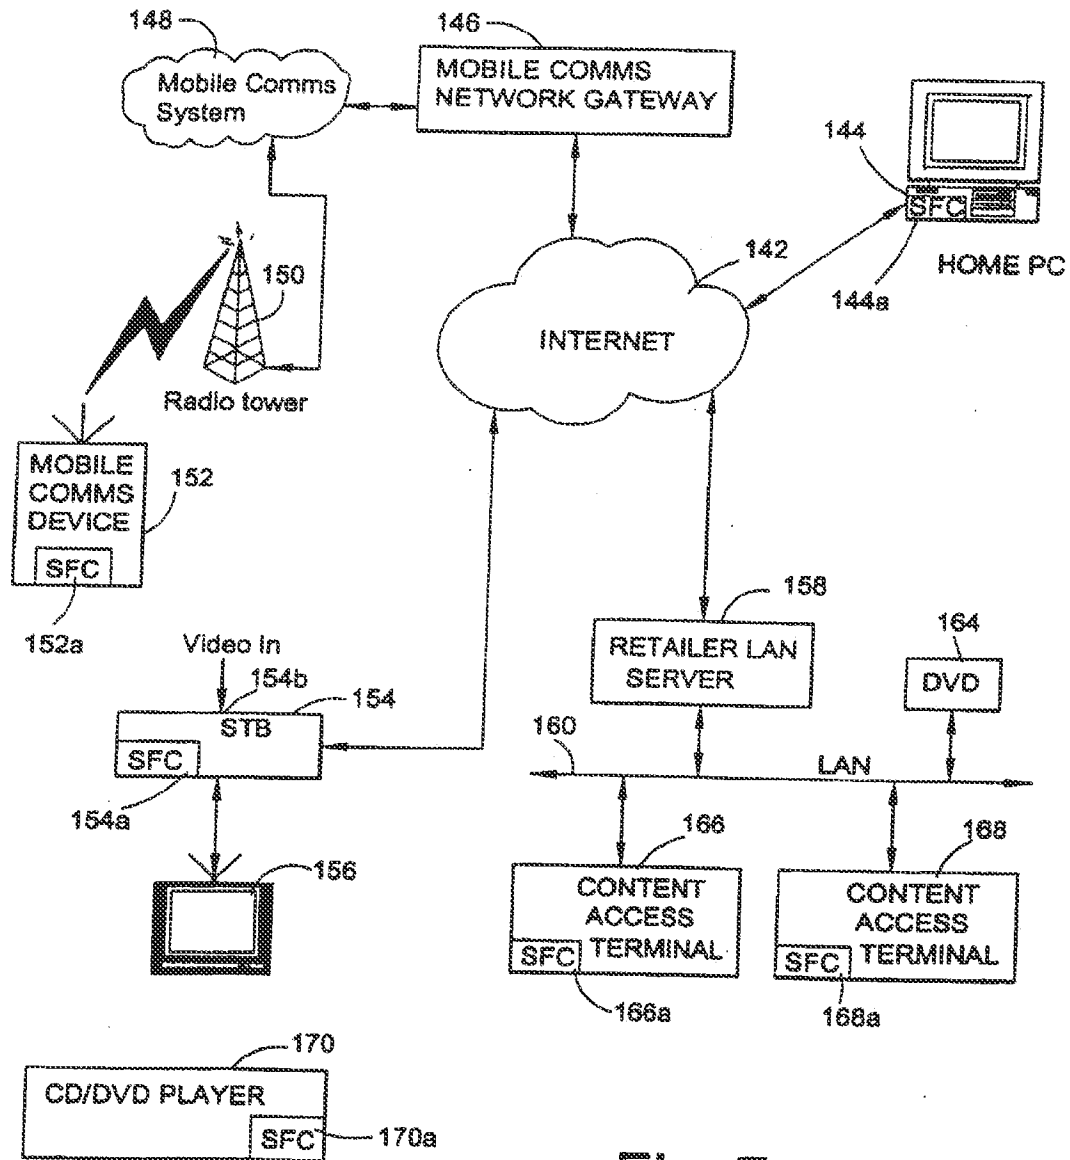 148
146
Mobile Comms
System
MOBILE COMMS
NETWORK GATEWAY
144
SFC
HOME PC
144a
142
INTERNET
150
Radio tower
MOBILE
COMMS
DEVICE
152
SFC
152a
Video In
154b
154
STB
SFC
154a
156
158
RETAILER LAN
SERVER
164
DVD
160
LAN
166
CONTENT
ACCESS
TERMINAL
SFC
166a
168
CONTENT
ACCESS
TERMINAL
SFC
168a
170
CD/DVD PLAYER
SFC
170a